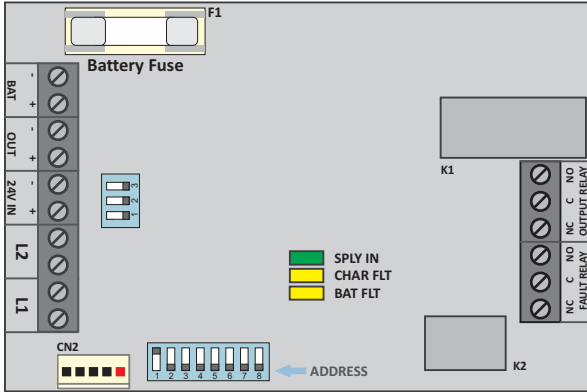 F1
Battery Fuse
- BAT +
- OUT +
- 24V IN +
L2
L1
3
2
1
K1
NO
C
NC
OUTPUT RELAY
NO
C
NC
FAULT RELAY
SPLY IN
CHAR FLT
BAT FLT
CN2
1 2 3 4 5 6 7 8
ADDRESS
K2